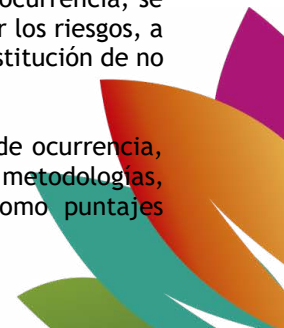 ocurrencia, se
r los riesgos, a
stitución de no
de ocurrencia,
metodologías,
omo puntajes